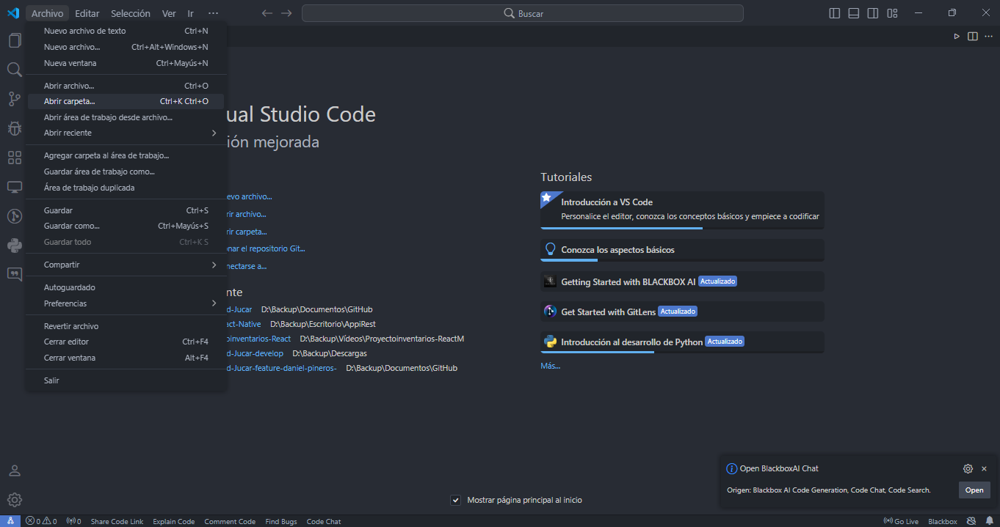 Archivo Editar Selección Ver Ir ··· Buscar
Nuevo archivo de texto Ctrl+N
Nuevo archivo... Ctrl+Alt+Windows+N
Nueva ventana Ctrl+Mayús+N
Abrir archivo... Ctrl+O
Abrir carpeta... Ctrl+K Ctrl+O
Abrir área de trabajo desde archivo...
Abrir reciente
Agregar carpeta al área de trabajo...
Guardar área de trabajo como...
Área de trabajo duplicada
Guardar Ctrl+S
Guardar como... Ctrl+Mayús+S
Guardar todo Ctrl+K S
Compartir
Autoguardado
Preferencias
Revertir archivo
Cerrar editor Ctrl+F4
Cerrar ventana Alt+F4
Salir
ual Studio Code
ión mejorada
evo archivo...
rir archivo...
rir carpeta...
onar el repositorio Git...
nectarse a...
nte
d-Jucar D:\Backup\Documentos\GitHub
act-Native D:\Backup\Escritorio\AppiRest
oinventarios-React D:\Backup\Vídeos\Proyectoinventarios-ReactM
d-Jucar-develop D:\Backup\Descargas
d-Jucar-feature-daniel-pineros- D:\Backup\Documentos\GitHub
Tutoriales
Introducción a VS Code
Personalice el editor, conozca los conceptos básicos y empiece a codificar
Conozca los aspectos básicos
Getting Started with BLACKBOX AI Actualizado
Get Started with GitLens Actualizado
Introducción al desarrollo de Python Actualizado
Más...
Open BlackboxAI Chat
Origen: Blackbox AI Code Generation, Code Chat, Code Search. Open
Mostrar página principal al inicio
0 0 0 Share Code Link Explain Code Comment Code Find Bugs Code Chat Go Live Blackbox